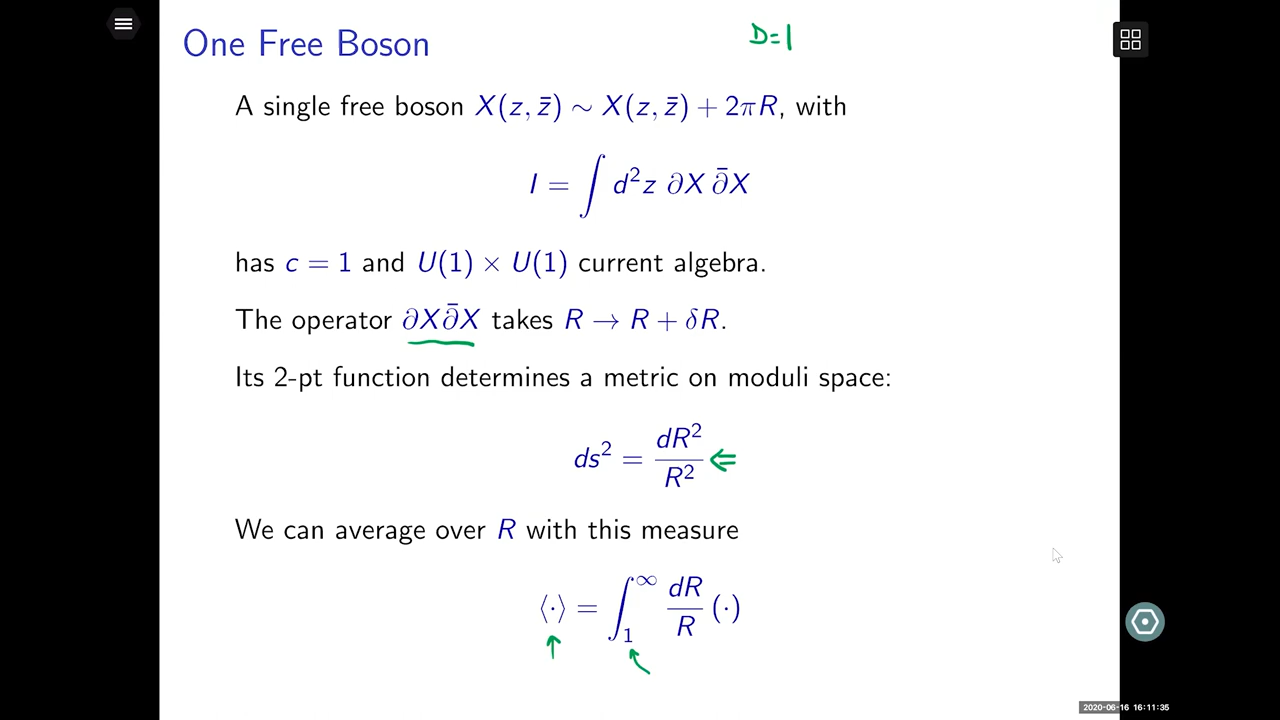 One Free Boson
D=1
A single free boson X(z, z̄) ∼ X(z, z̄) + 2πR, with
I = ∫ d²z ∂X ∂̄X
has c = 1 and U(1) × U(1) current algebra.
The operator ∂X∂̄X takes R → R + δR.
Its 2-pt function determines a metric on moduli space:
ds² = dR²/R² ⇐
We can average over R with this measure
⟨·⟩ = ∫₁^∞ dR/R (·)
2020-06-16 16:11:35